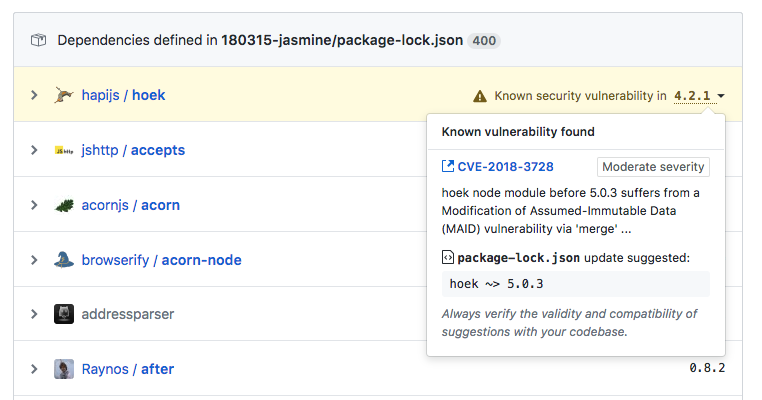 Dependencies defined in 180315-jasmine/package-lock.json 400
hapijs / hoek
Known security vulnerability in 4.2.1
Known vulnerability found
CVE-2018-3728 Moderate severity
hoek node module before 5.0.3 suffers from a
Modification of Assumed-Immutable Data
(MAID) vulnerability via 'merge' ...
package-lock.json update suggested:
hoek ~> 5.0.3
Always verify the validity and compatibility of
suggestions with your codebase.
JS.http jshttp / accepts
acornjs / acorn
browserify / acorn-node
addressparser
Raynos / after 0.8.2